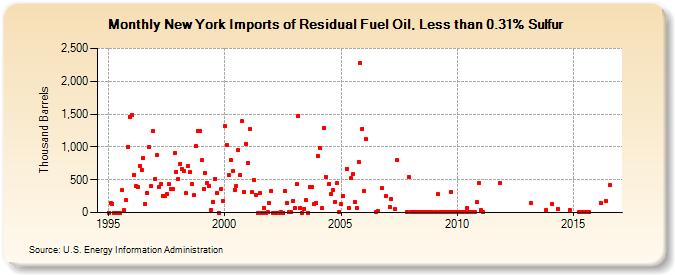 Monthly New York Imports of Residual Fuel Oil, Less than 0.31% Sulfur
Thousand Barrels
2,500
2,000
1,500
1,000
500
0
1995 2000 2005 2010 2015
Source: U.S. Energy Information Administration